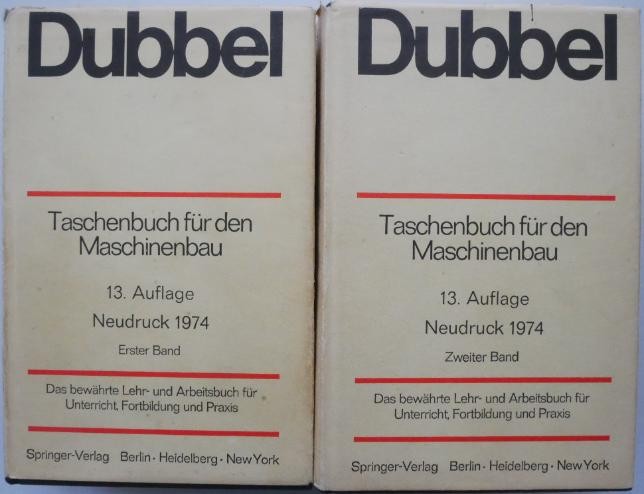 Dubbel
Taschenbuch für den
Maschinenbau
13. Auflage
Neudruck 1974
Erster Band
Das bewährte Lehr- und Arbeitsbuch für
Unterricht, Fortbildung und Praxis
Springer-Verlag Berlin · Heidelberg · New York
Dubbel
Taschenbuch für den
Maschinenbau
13. Auflage
Neudruck 1974
Zweiter Band
Das bewährte Lehr- und Arbeitsbuch für
Unterricht, Fortbildung und Praxis
Springer-Verlag Berlin · Heidelberg · New York